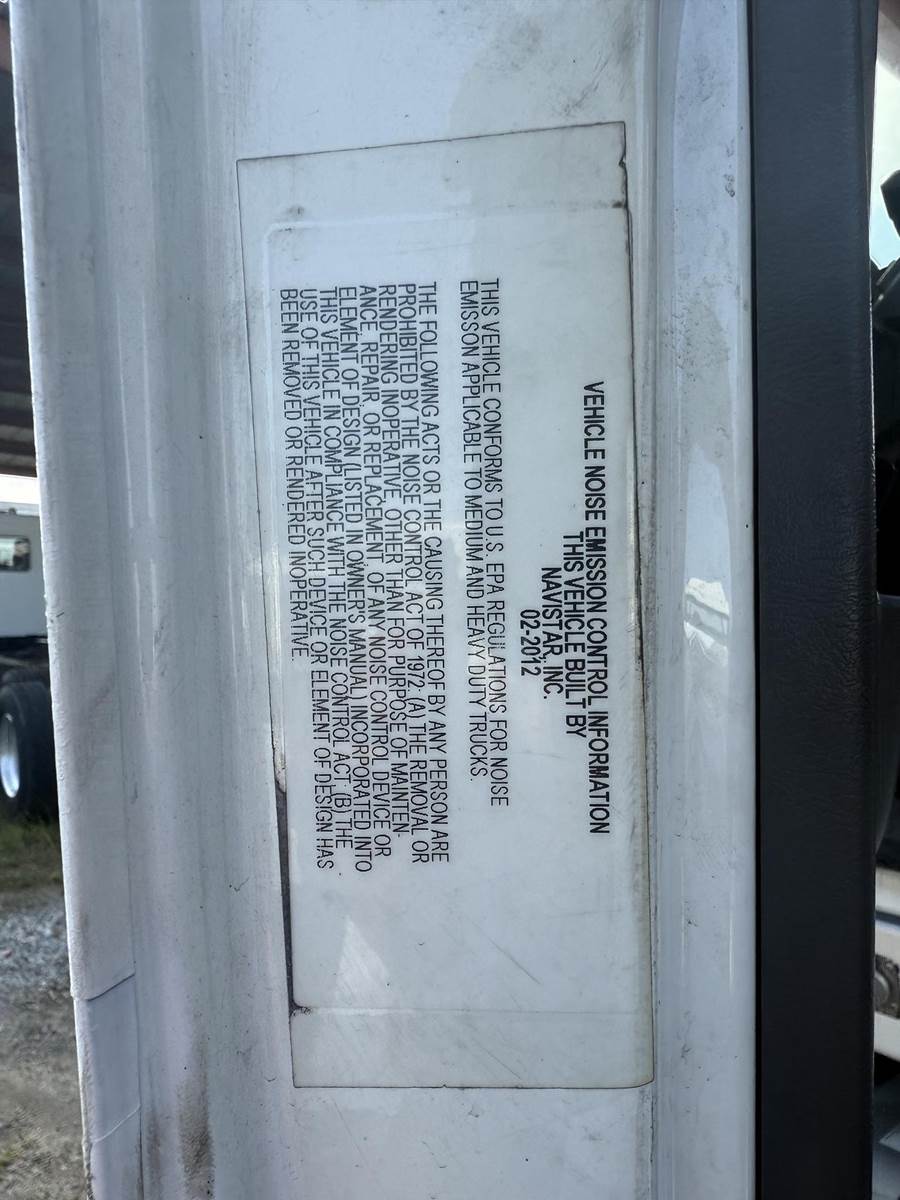 VEHICLE NOISE EMISSION CONTROL INFORMATION
THIS VEHICLE BUILT BY
NAVISTAR, INC.
02-2012
THIS VEHICLE CONFORMS TO U.S. EPA REGULATIONS FOR NOISE
EMISSON APPLICABLE TO MEDIUM AND HEAVY DUTY TRUCKS.
THE FOLLOWING ACTS OR THE CAUSING THEREOF BY ANY PERSON ARE
PROHIBITED BY THE NOISE CONTROL ACT OF 1972: (A) THE REMOVAL OR
RENDERING INOPERATIVE, OTHER THAN FOR PURPOSE OF MAINTEN-
ANCE, REPAIR, OR REPLACEMENT, OF ANY NOISE CONTROL DEVICE OR
ELEMENT OF DESIGN (LISTED IN OWNER'S MANUAL) INCORPORATED INTO
THIS VEHICLE IN COMPLIANCE WITH THE NOISE CONTROL ACT, (B) THE
USE OF THIS VEHICLE AFTER SUCH DEVICE OR ELEMENT OF DESIGN HAS
BEEN REMOVED OR RENDERED INOPERATIVE.